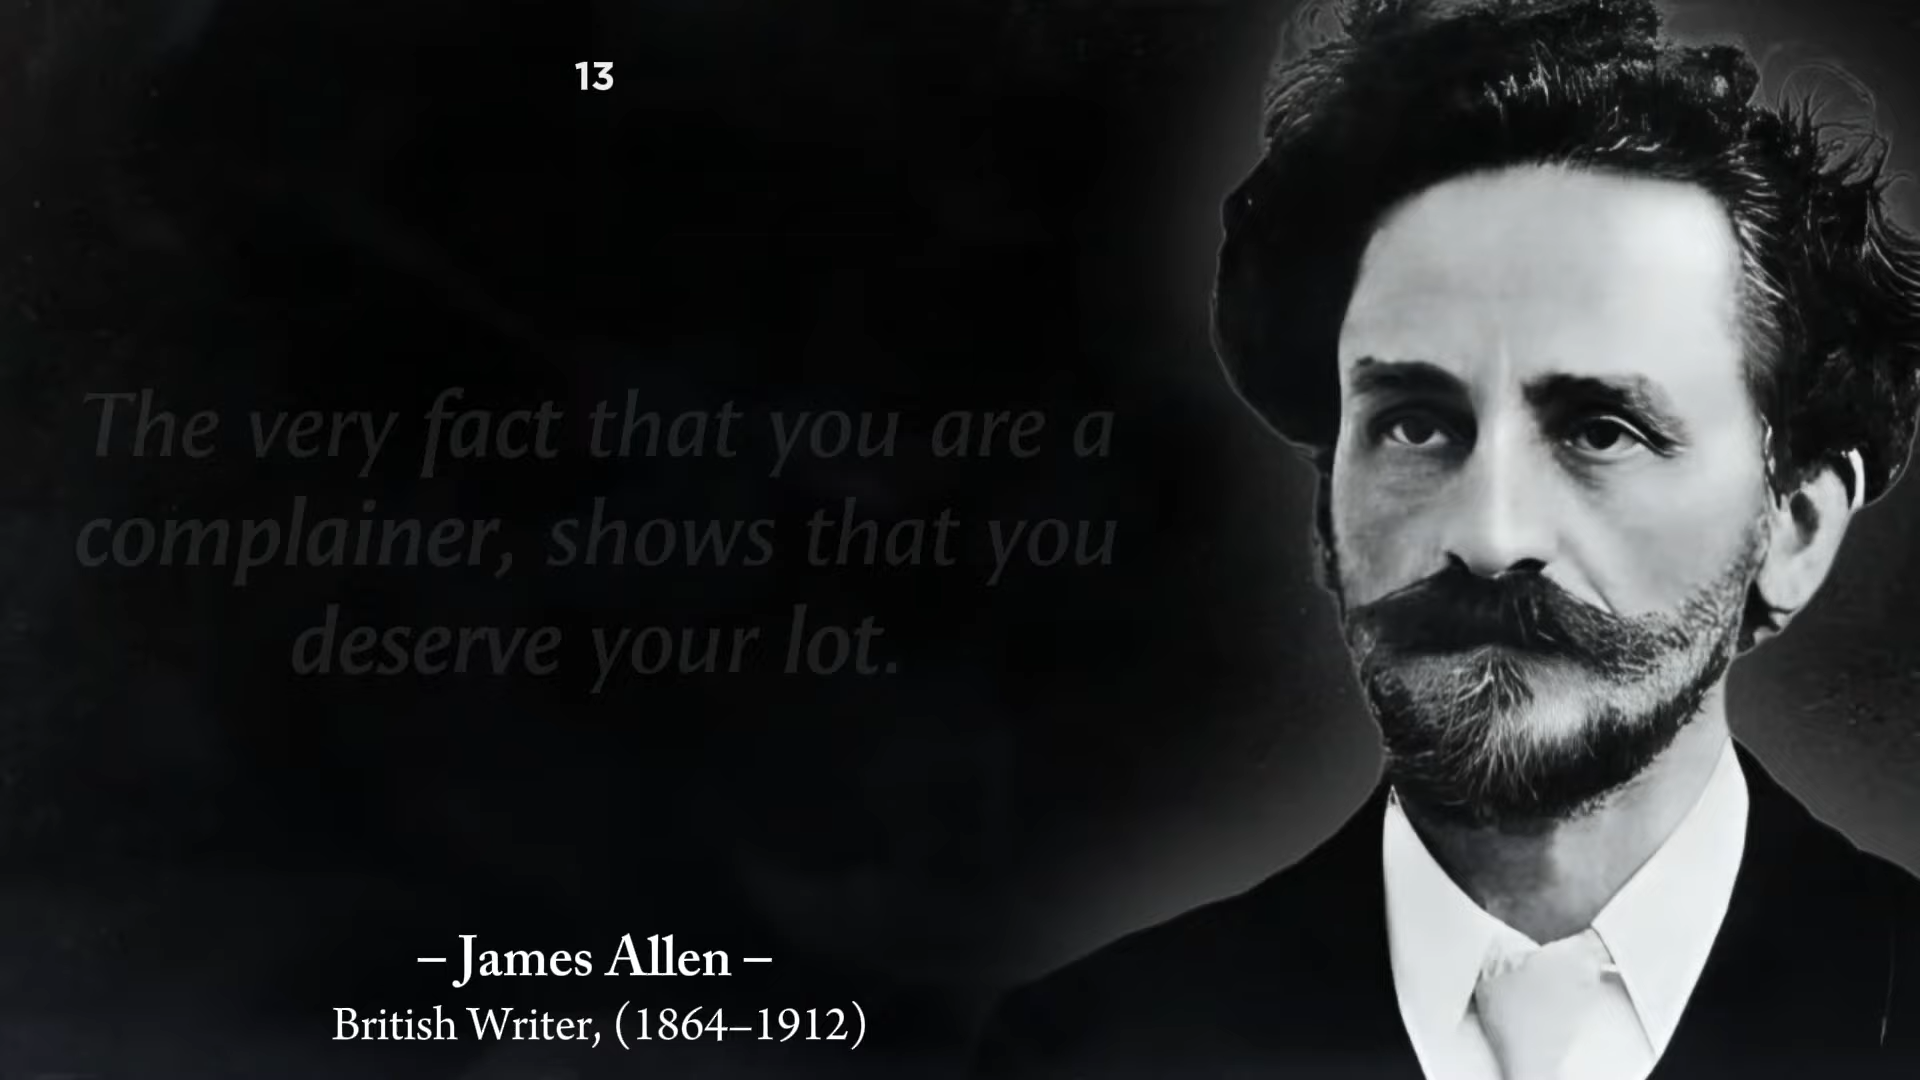 13
The very fact that you are a
complainer, shows that you
deserve your lot.
– James Allen –
British Writer, (1864–1912)